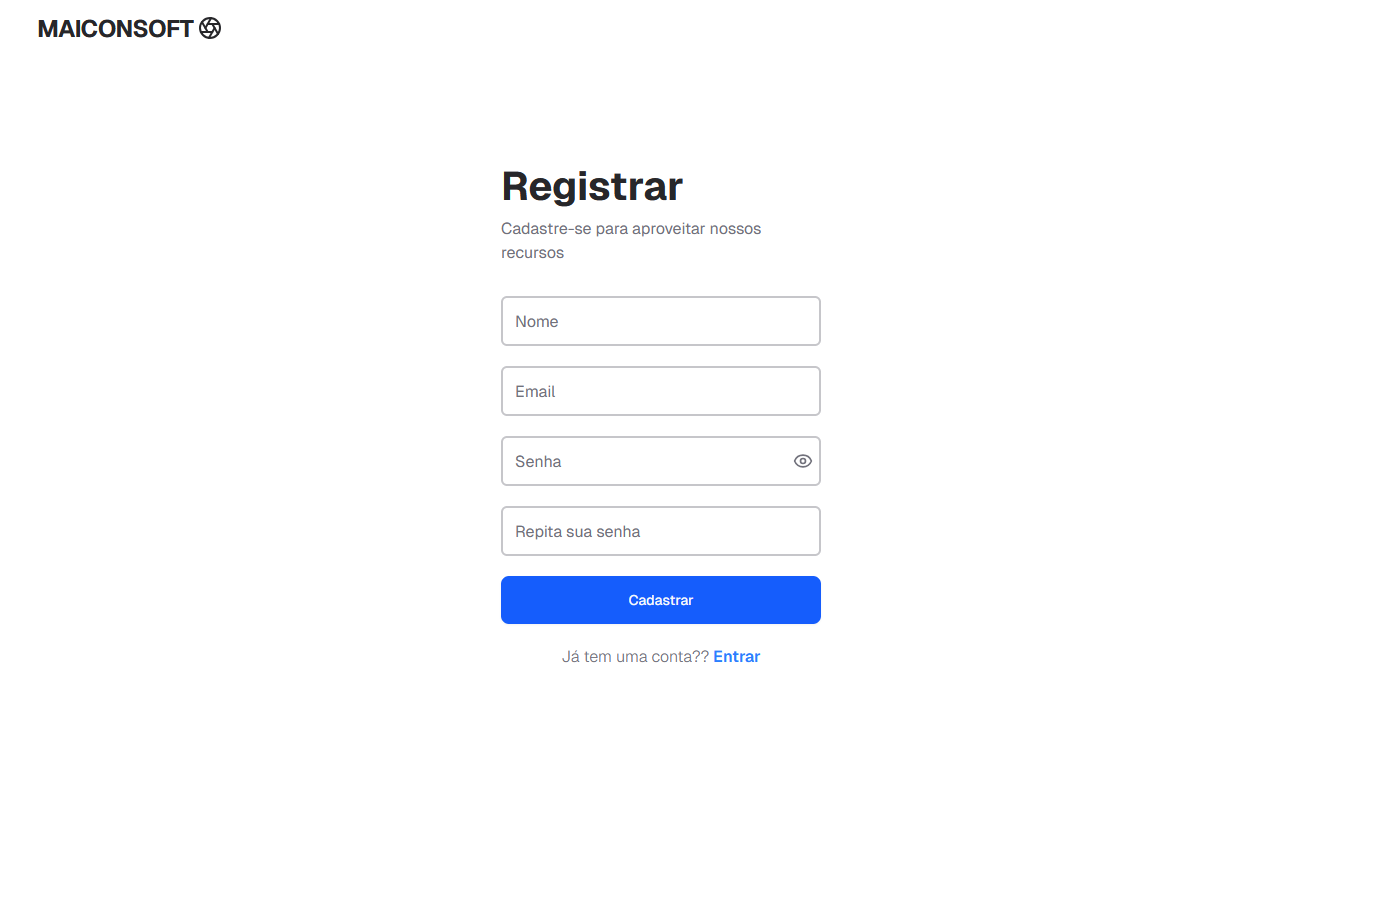 MAICONSOFT
Registrar
Cadastre-se para aproveitar nossos
recursos
Nome
Email
Senha
Repita sua senha
Cadastrar
Já tem uma conta?? Entrar